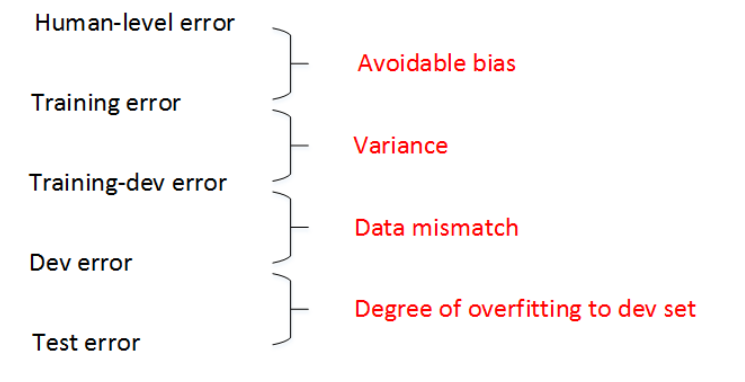 Human-level error
Avoidable bias
Training error
Variance
Training-dev error
Data mismatch
Dev error
Degree of overfitting to dev set
Test error